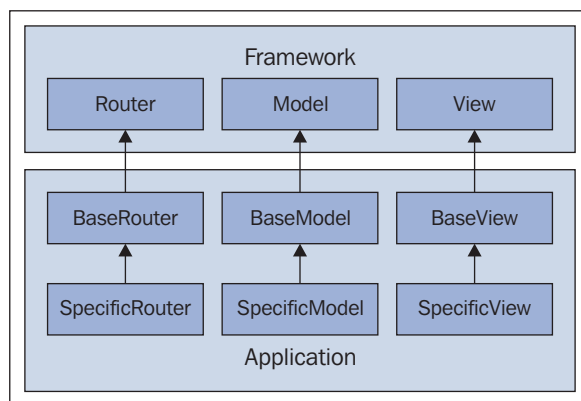 Framework
Router Model View
BaseRouter BaseModel BaseView
SpecificRouter SpecificModel SpecificView
Application